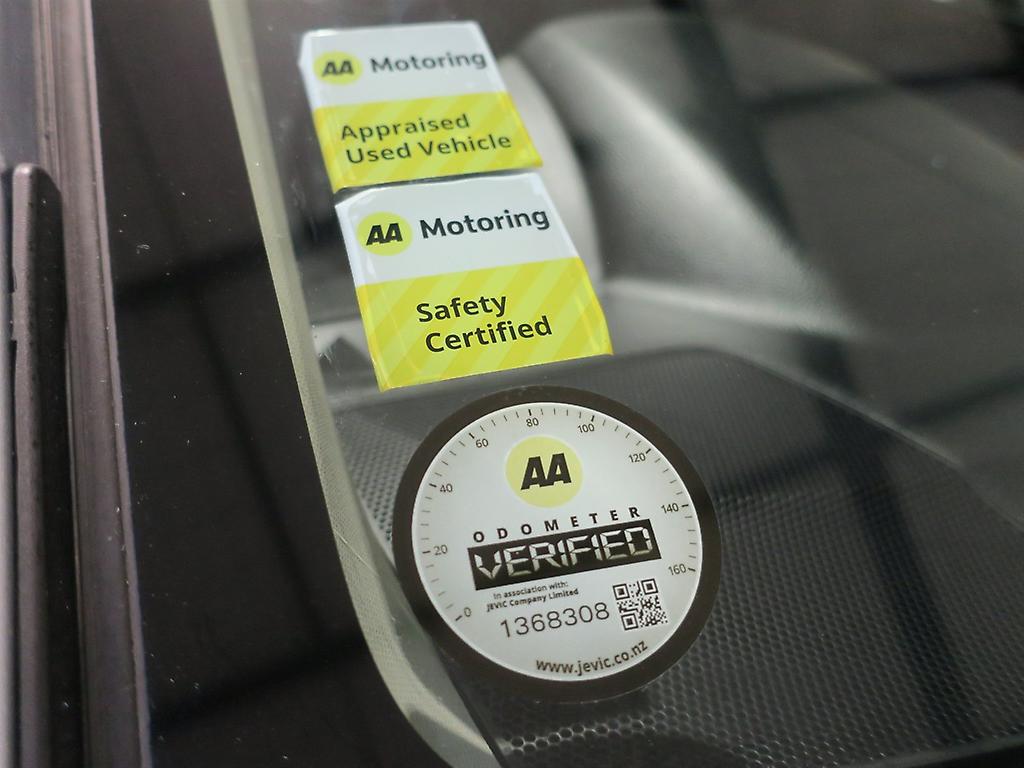 AA Motoring
Appraised
Used Vehicle
AA Motoring
Safety
Certified
0 20 40 60 80 100 120 140 160
AA
ODOMETER
VERIFIED
In association with:
JEVIC Company Limited
1368308
www.jevic.co.nz